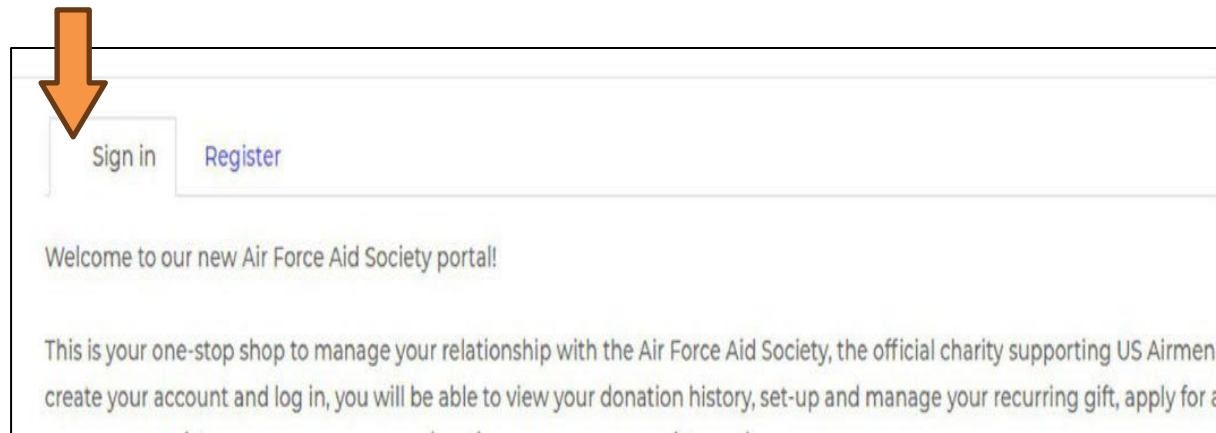 Sign in Register
Welcome to our new Air Force Aid Society portal!
This is your one-stop shop to manage your relationship with the Air Force Aid Society, the official charity supporting US Airmen
create your account and log in, you will be able to view your donation history, set-up and manage your recurring gift, apply for a